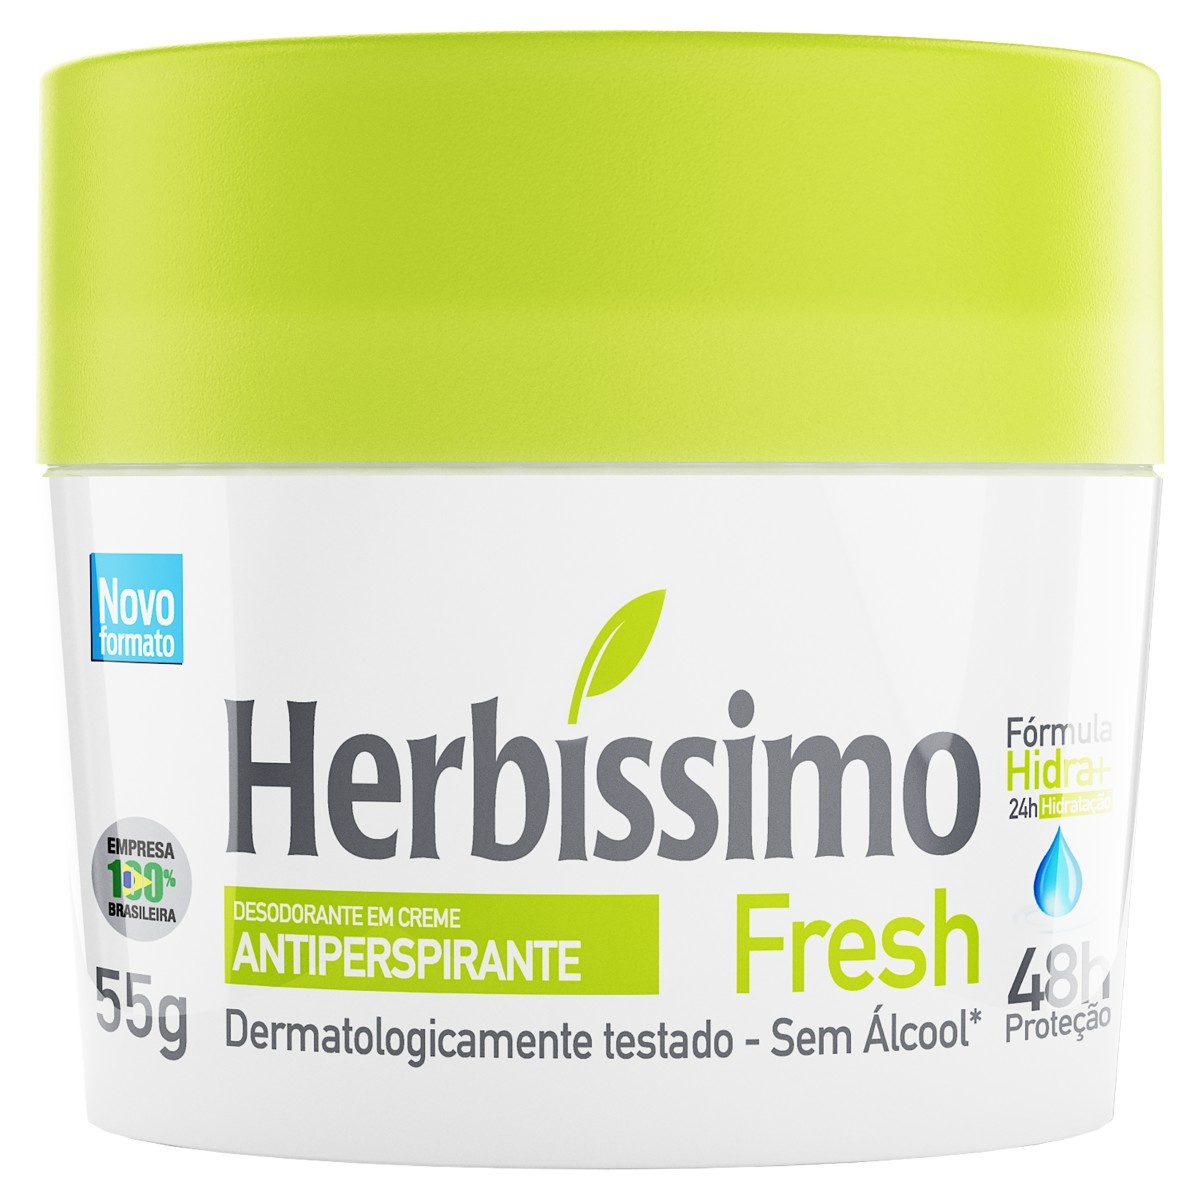 Novo
formato
Herbíssimo
Fórmula
Hidra+
24h Hidratação
EMPRESA
100%
BRASILEIRA
DESODORANTE EM CREME
ANTIPERSPIRANTE
Fresh
48h
Proteção
55g
Dermatologicamente testado - Sem Álcool*